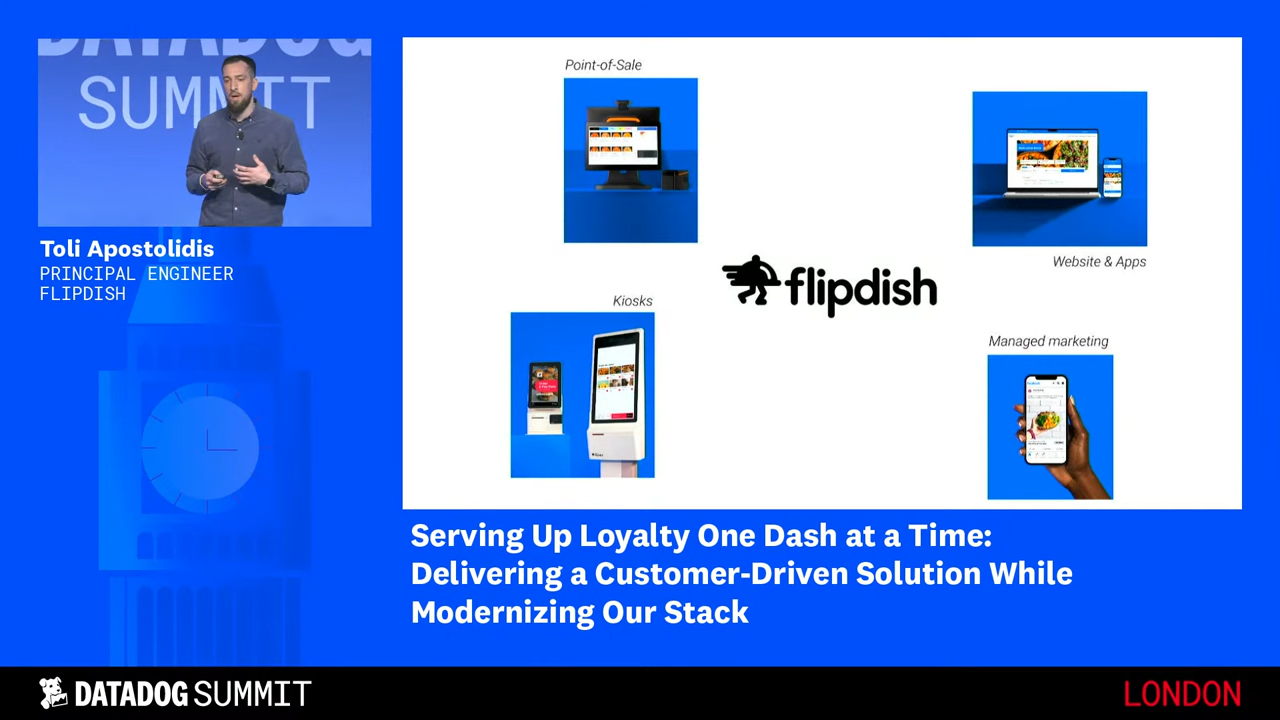 DATADOG
SUMMIT
Toli Apostolidis
PRINCIPAL ENGINEER
FLIPDISH
Point-of-Sale
Website & Apps
flipdish
Kiosks
Managed marketing
Serving Up Loyalty One Dash at a Time:
Delivering a Customer-Driven Solution While
Modernizing Our Stack
DATADOG SUMMIT
LONDON